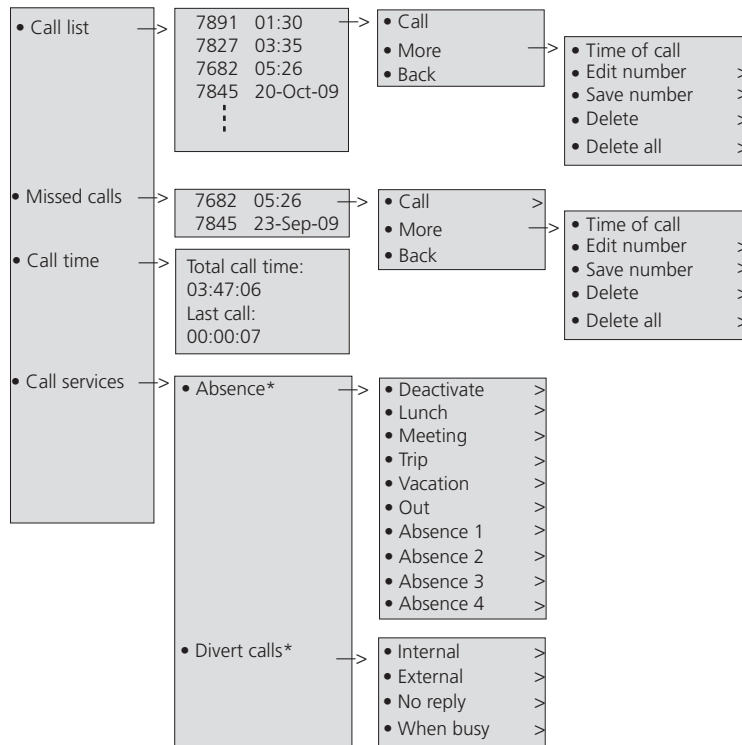 • Call list —>
7891 01:30 —>
7827 03:35
7682 05:26
7845 20-Oct-09
• Call
• More —>
• Back
• Time of call
• Edit number >
• Save number >
• Delete >
• Delete all >
• Missed calls —>
7682 05:26 —>
7845 23-Sep-09
• Call >
• More —>
• Back
• Time of call
• Edit number >
• Save number >
• Delete >
• Delete all >
• Call time —>
Total call time:
03:47:06
Last call:
00:00:07
• Call services —>
• Absence* —>
• Deactivate >
• Lunch >
• Meeting >
• Trip >
• Vacation >
• Out >
• Absence 1 >
• Absence 2 >
• Absence 3 >
• Absence 4 >
• Divert calls* —>
• Internal >
• External >
• No reply >
• When busy >